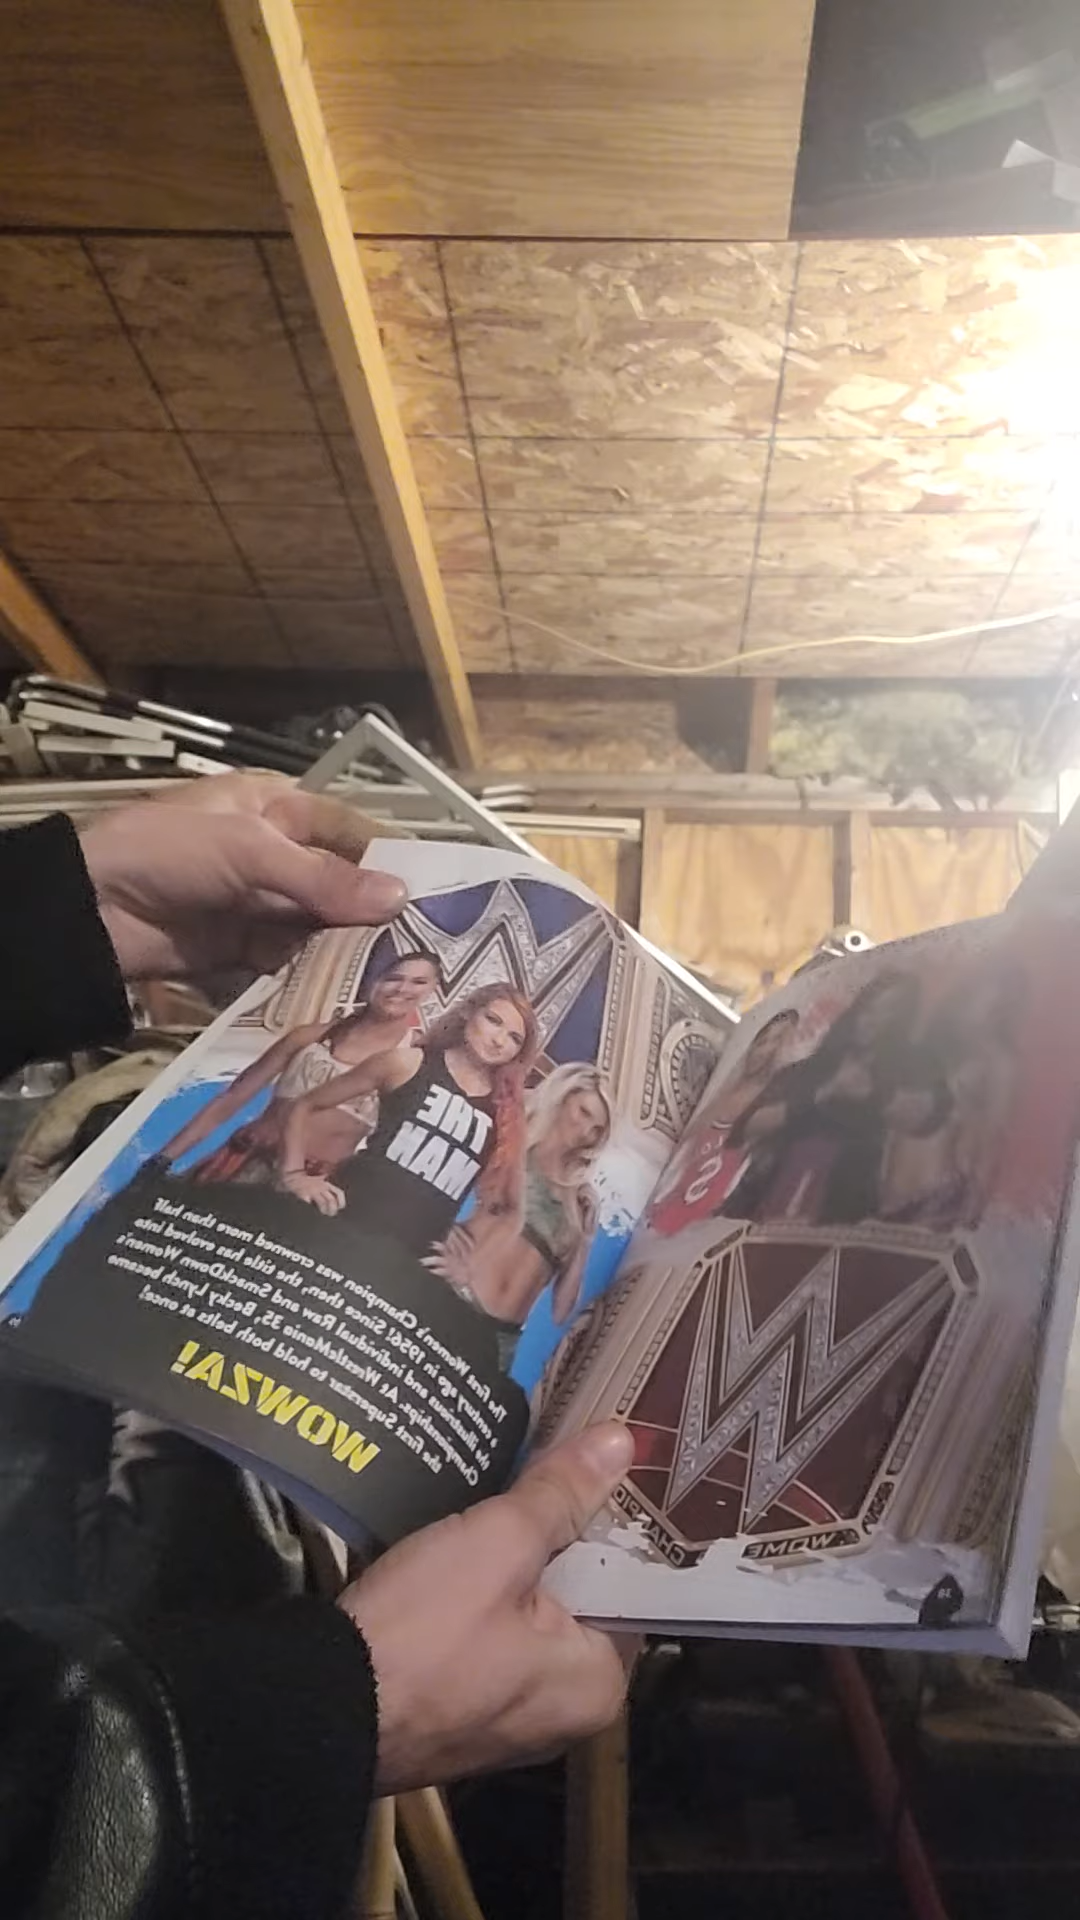 THE
MAN
The First Women's Champion was crowned more than half
a century ago in 1956! Since then, the title has evolved into
the illustrious and individual Raw and SmackDown Women's
Championships. At WrestleMania 35, Becky Lynch became
the first Superstar to hold both belts at once!
WOWZA!
WOME